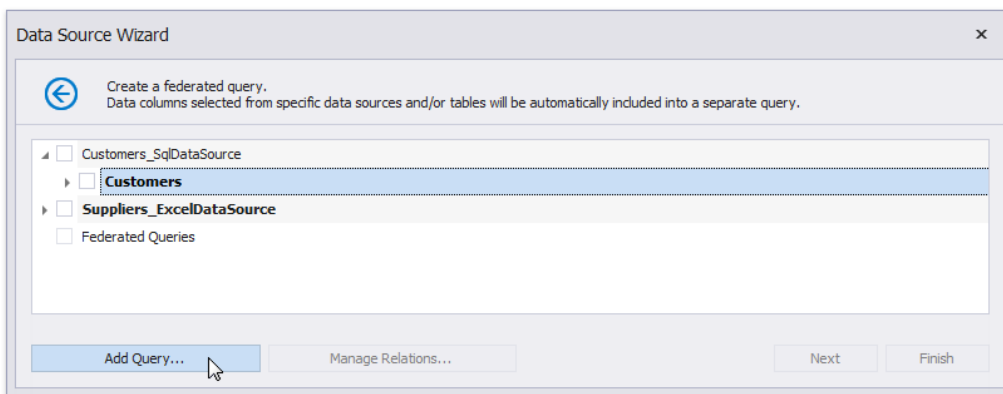 Data Source Wizard
Create a federated query.
Data columns selected from specific data sources and/or tables will be automatically included into a separate query.
Customers_SqlDataSource
Customers
Suppliers_ExcelDataSource
Federated Queries
Add Query...
Manage Relations...
Next
Finish